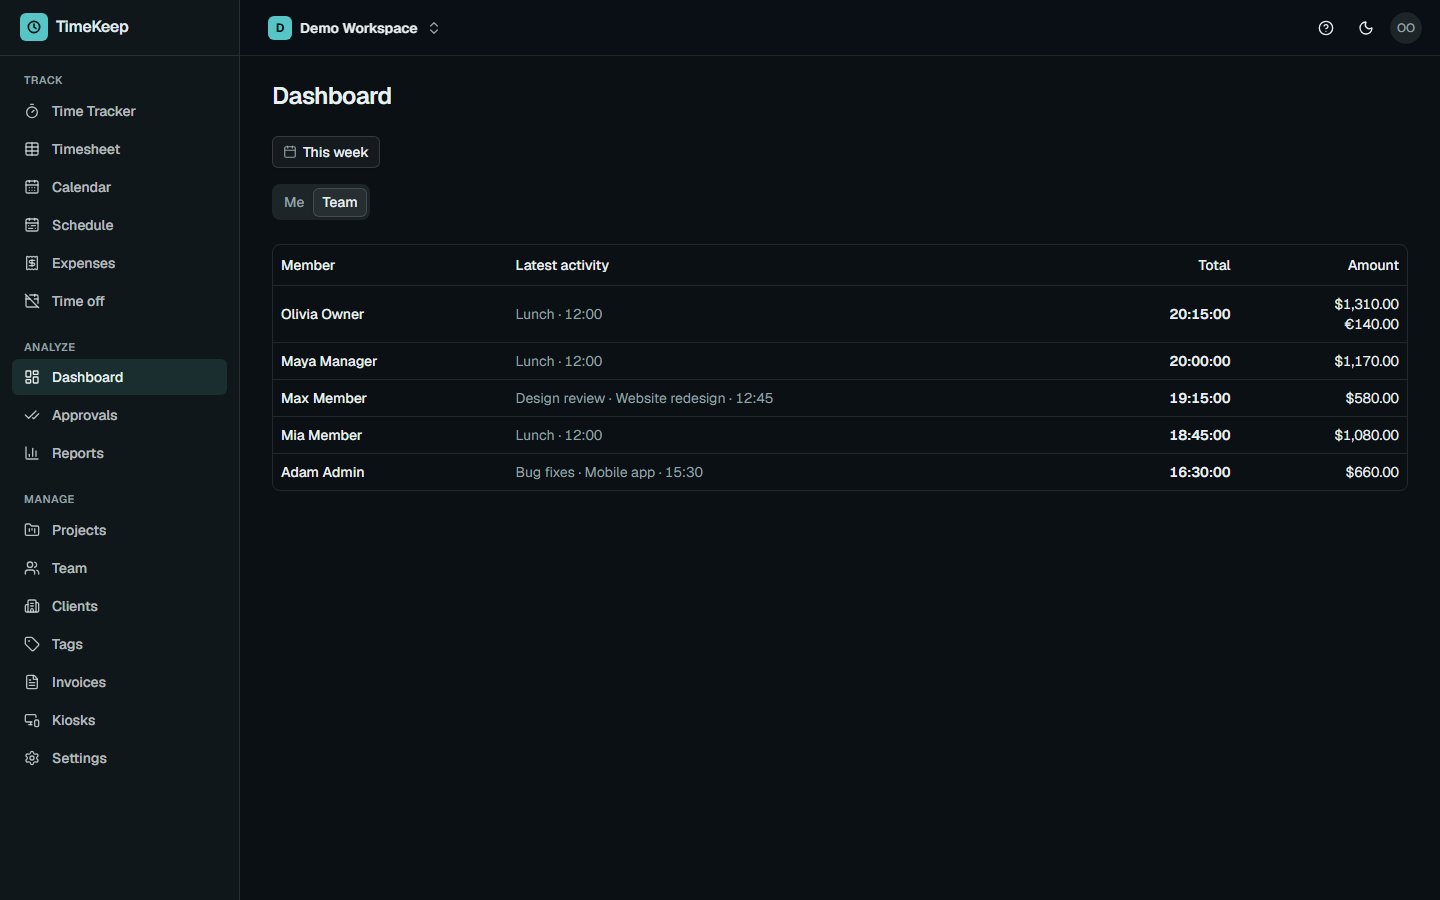 TimeKeep
D Demo Workspace
OO
TRACK
Time Tracker
Timesheet
Calendar
Schedule
Expenses
Time off
ANALYZE
Dashboard
Approvals
Reports
MANAGE
Projects
Team
Clients
Tags
Invoices
Kiosks
Settings
Dashboard
This week
Me Team
Member Latest activity Total Amount
Olivia Owner Lunch · 12:00 20:15:00 $1,310.00
€140.00
Maya Manager Lunch · 12:00 20:00:00 $1,170.00
Max Member Design review · Website redesign · 12:45 19:15:00 $580.00
Mia Member Lunch · 12:00 18:45:00 $1,080.00
Adam Admin Bug fixes · Mobile app · 15:30 16:30:00 $660.00